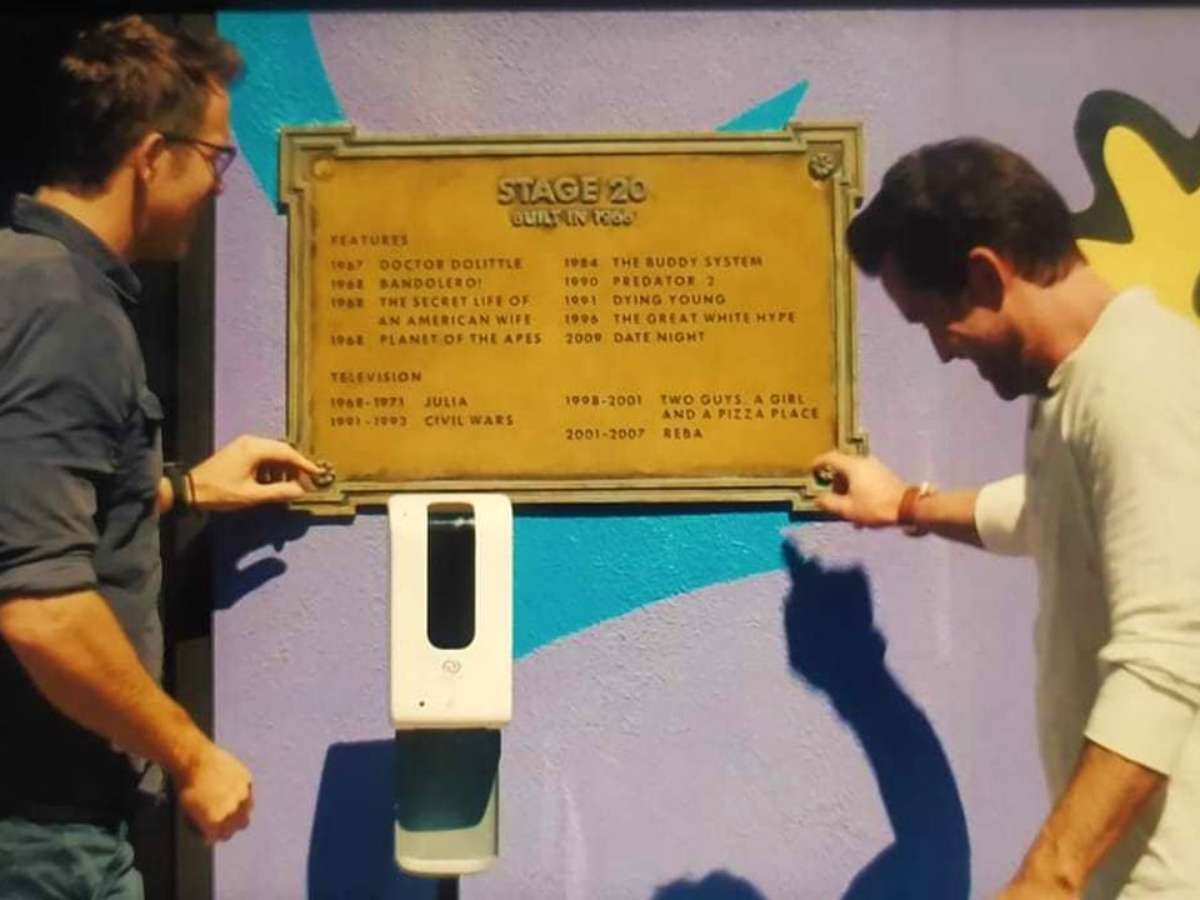 STAGE 20
BUILT IN 1966
FEATURES
1967 DOCTOR DOLITTLE
1968 BANDOLERO!
1968 THE SECRET LIFE OF
AN AMERICAN WIFE
1968 PLANET OF THE APES
1984 THE BUDDY SYSTEM
1990 PREDATOR 2
1991 DYING YOUNG
1996 THE GREAT WHITE HYPE
2009 DATE NIGHT
TELEVISION
1968-1971 JULIA
1991-1993 CIVIL WARS
1998-2001 TWO GUYS, A GIRL
AND A PIZZA PLACE
2001-2007 REBA